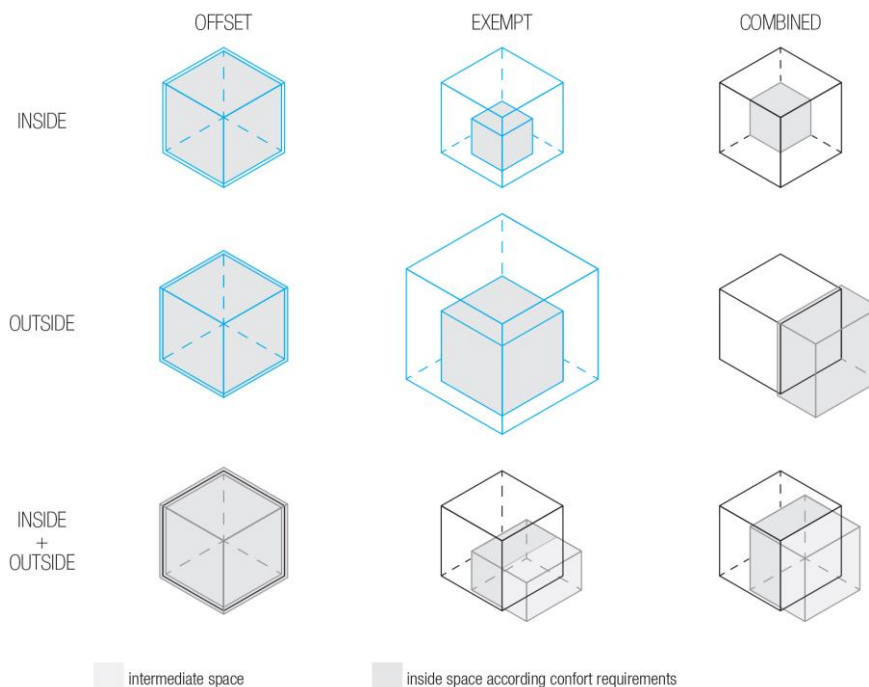 OFFSET
EXEMPT
COMBINED
INSIDE
OUTSIDE
INSIDE
+
OUTSIDE
intermediate space
inside space according confort requirements